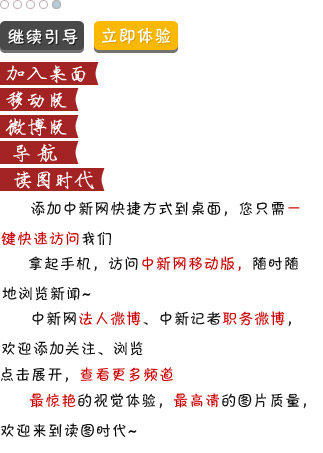 继续引导 立即体验
加入桌面
移动版
微博版
导航
读图时代
添加中新网快捷方式到桌面，您只需一
键快速访问我们
拿起手机，访问中新网移动版，随时随
地浏览新闻~
中新网法人微博、中新记者职务微博，
欢迎添加关注、浏览
点击展开，查看更多频道
最惊艳的视觉体验，最高清的图片质量，
欢迎来到读图时代~